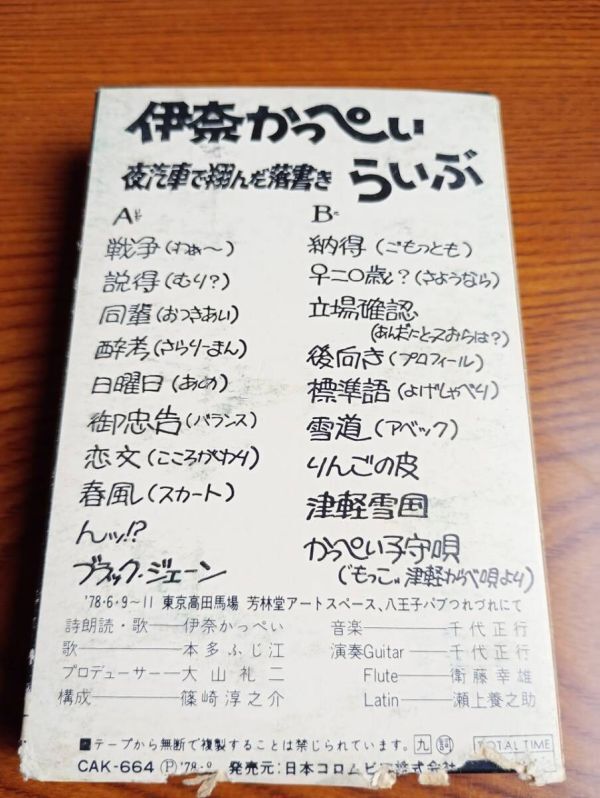 伊奈かっぺい
夜汽車で翔んだ落書き らいぶ
A
戦争(わぁ〜)
説得(むり?)
同輩(おつきあい)
酔考(さらりーまん)
日曜日(あめ)
御忠告(バランス)
恋文(こころがわり)
春風(スカート)
んッ!?
ブラック・ジェーン
B
納得(ごもっとも)
♀二〇歳と?(さようなら)
立場確認
(あんだにとっておらは?)
後向き(プロフィール)
標準語(よげしゃべり)
雪道(アベック)
りんごの皮
津軽雪国
かっぺい子守唄
("もっこ"津軽わらべ唄より)
'78・6・9〜11 東京高田馬場 芳林堂アートスペース、八王子パブつれづれにて
詩朗読・歌――伊奈かっぺい
歌――本多ふじ江
プロデューサー――大山礼二
構成――篠崎淳之介
音楽――千代正行
演奏Guitar――千代正行
Flute――衛藤幸雄
Latin――瀬上養之助
■テープから無断で複製することは禁じられています。 九 詞 TOTAL TIME
CAK-664 Ⓟ'78・9 発売元:日本コロムビア株式会社